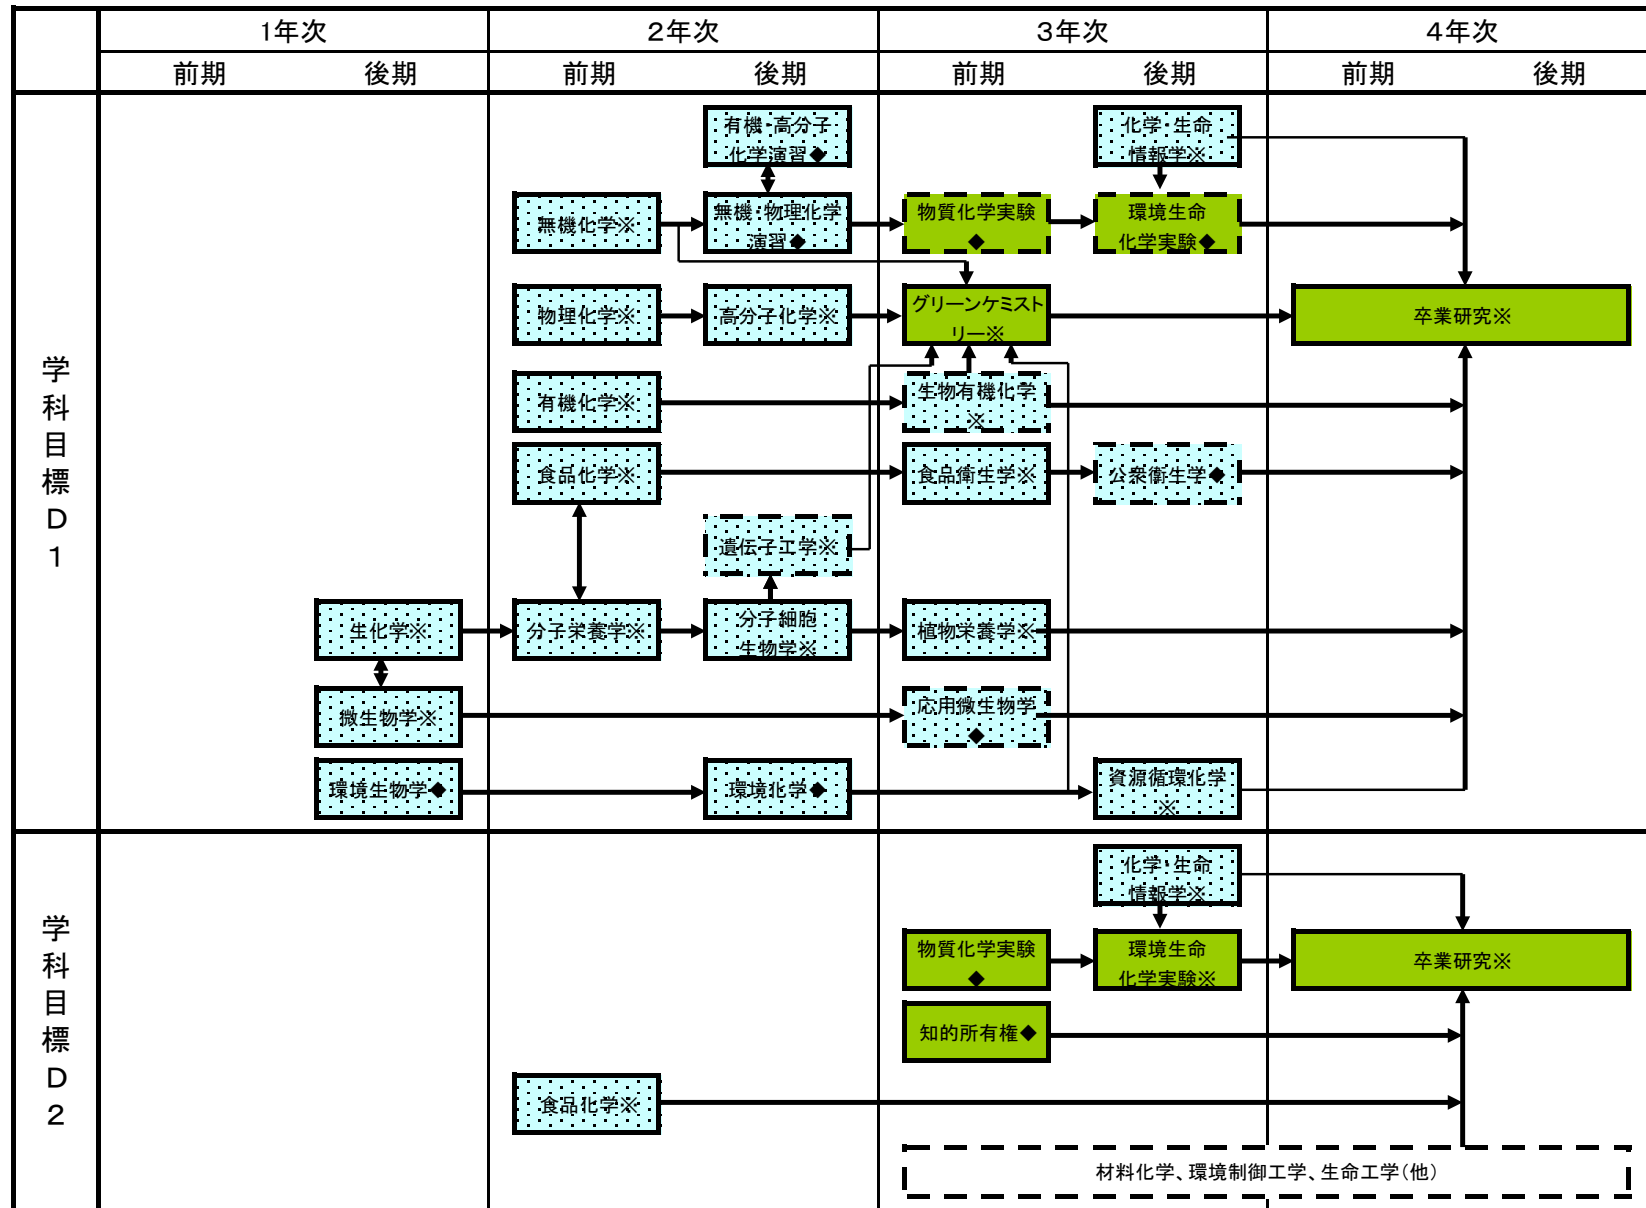 1年次
2年次
3年次
4年次
前期
後期
前期
後期
前期
後期
前期
後期
学科目標D1
有機・高分子
化学演習◆
化学・生命
情報学※
無機化学※
無機・物理化学
演習◆
物質化学実験
◆
環境生命
化学実験◆
物理化学※
高分子化学※
グリーンケミスト
リー※
卒業研究※
有機化学※
生物有機化学
※
食品化学※
食品衛生学※
公衆衛生学◆
遺伝子工学※
生化学※
分子栄養学※
分子細胞
生物学※
植物栄養学※
微生物学※
応用微生物学
◆
環境生物学◆
環境化学◆
資源循環化学
※
学科目標D2
化学・生命
情報学※
物質化学実験
◆
環境生命
化学実験※
卒業研究※
知的所有権◆
食品化学※
材料化学、環境制御工学、生命工学(他)